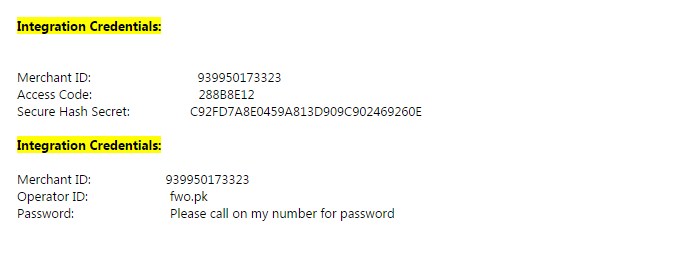 Integration Credentials:
Merchant ID: 939950173323
Access Code: 288B8E12
Secure Hash Secret: C92FD7A8E0459A813D909C902469260E
Integration Credentials:
Merchant ID: 939950173323
Operator ID: fwo.pk
Password: Please call on my number for password